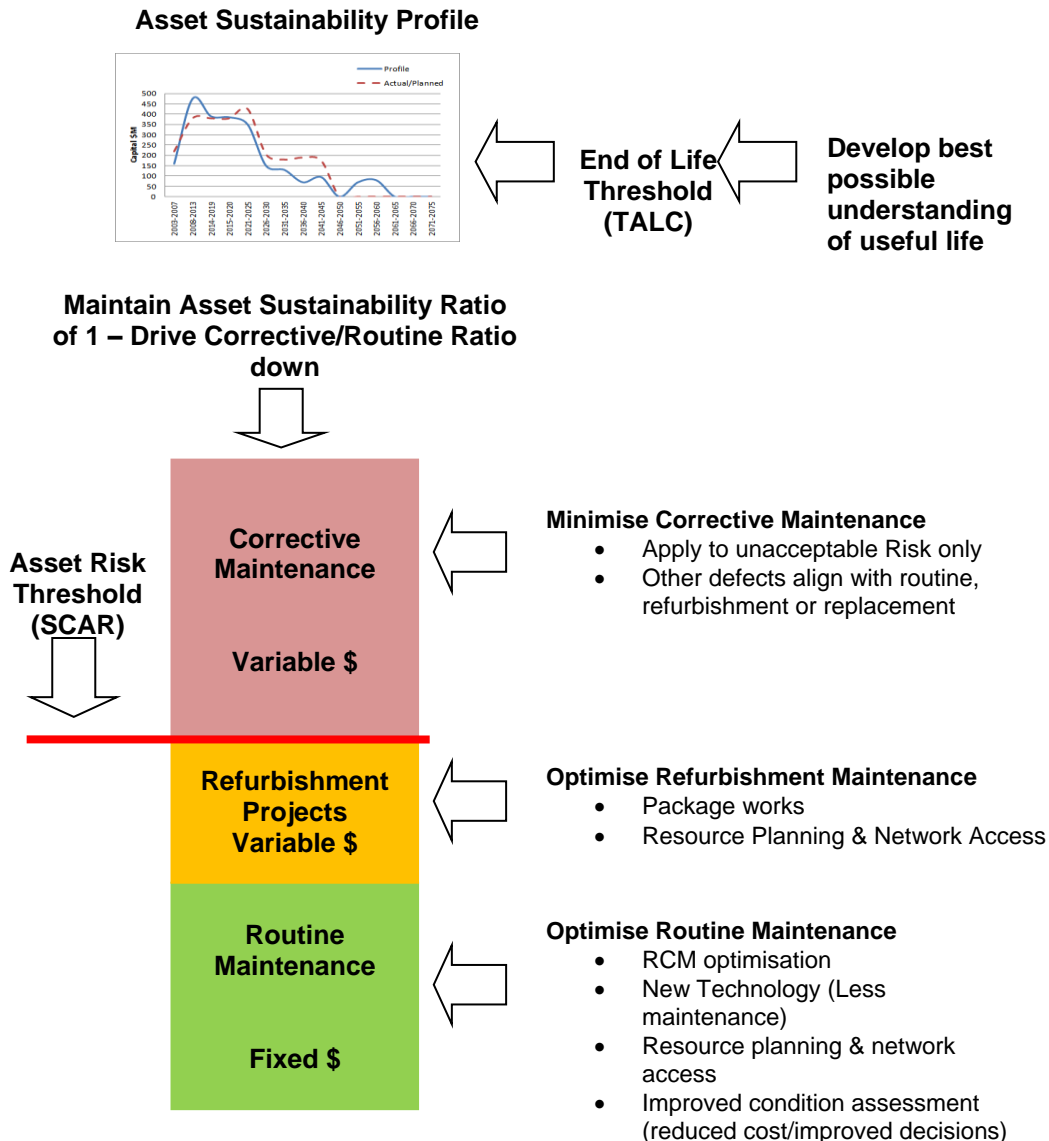 Asset Sustainability Profile
Profile
Actual/Planned
Capital $M
500
450
400
350
300
250
200
150
100
50
0
2003-2007
2008-2013
2014-2019
2015-2020
2021-2025
2026-2030
2031-2035
2036-2040
2041-2045
2046-2050
2051-2055
2056-2060
2061-2065
2066-2070
2071-2075
End of Life
Threshold
(TALC)
Develop best
possible
understanding
of useful life
Maintain Asset Sustainability Ratio
of 1 – Drive Corrective/Routine Ratio
down
Asset Risk
Threshold
(SCAR)
Corrective
Maintenance
Variable $
Minimise Corrective Maintenance
• Apply to unacceptable Risk only
• Other defects align with routine,
refurbishment or replacement
Refurbishment
Projects
Variable $
Optimise Refurbishment Maintenance
• Package works
• Resource Planning & Network Access
Routine
Maintenance
Fixed $
Optimise Routine Maintenance
• RCM optimisation
• New Technology (Less
maintenance)
• Resource planning & network
access
• Improved condition assessment
(reduced cost/improved decisions)